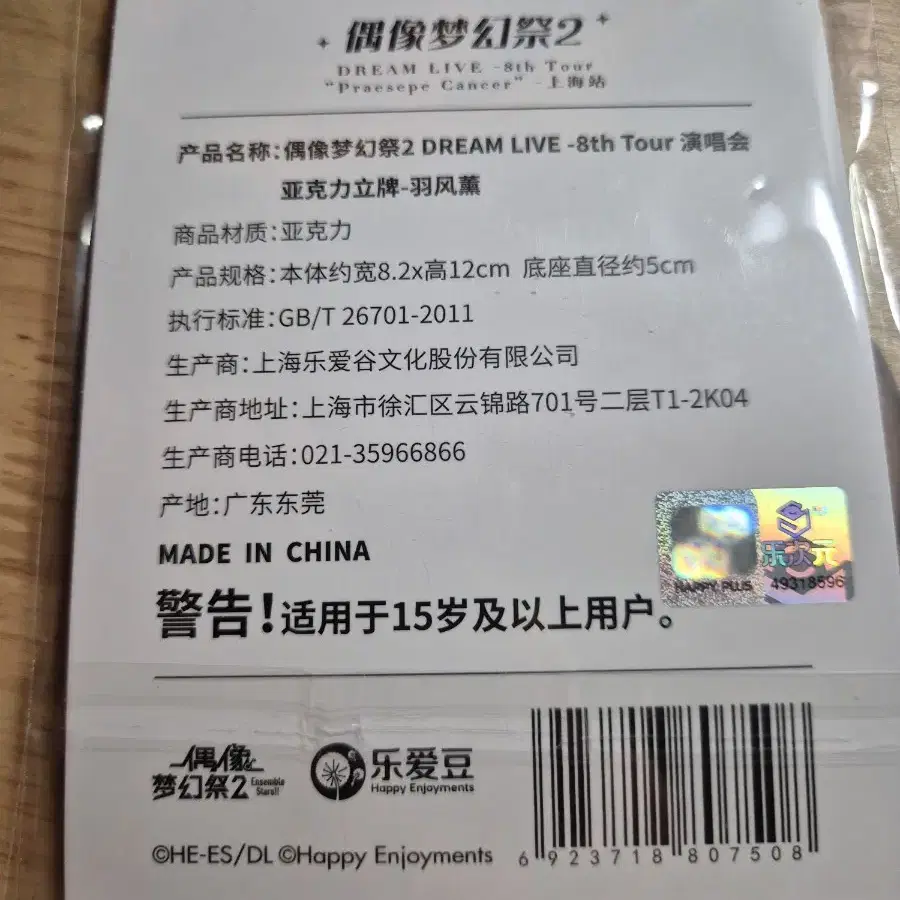 偶像梦幻祭2
DREAM LIVE -8th Tour
"Praesepe Cancer" -上海站
产品名称:偶像梦幻祭2 DREAM LIVE -8th Tour 演唱会
亚克力立牌-羽风薰
商品材质:亚克力
产品规格:本体约宽8.2x高12cm 底座直径约5cm
执行标准:GB/T 26701-2011
生产商:上海乐爱谷文化股份有限公司
生产商地址:上海市徐汇区云锦路701号二层T1-2K04
生产商电话:021-35966866
产地:广东东莞
MADE IN CHINA
乐次元
HAPPY PLUS 49318596
警告!适用于15岁及以上用户。
偶像
梦幻祭2 Ensemble Stars!!
乐爱豆
Happy Enjoyments
©HE-ES/DL ©Happy Enjoyments
6 923718 807508